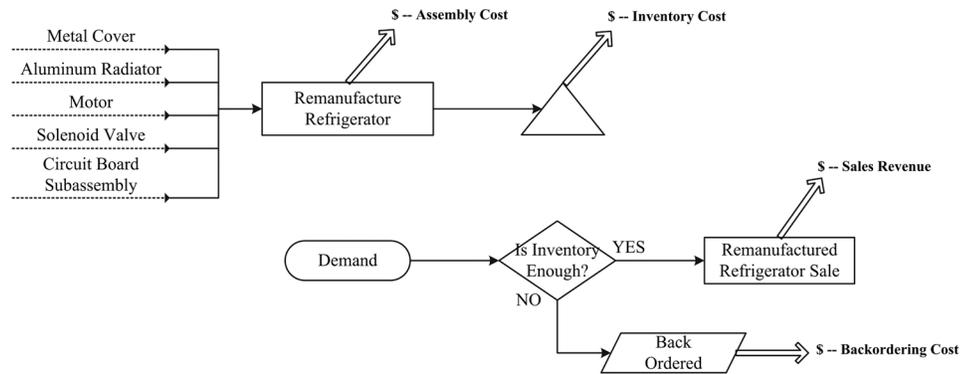 $ -- Assembly Cost
$ -- Inventory Cost
Metal Cover
Aluminum Radiator
Motor
Solenoid Valve
Circuit Board
Subassembly
Remanufacture
Refrigerator
$ -- Sales Revenue
Demand
Is Inventory
Enough?
YES
NO
Remanufactured
Refrigerator Sale
Back
Ordered
$ -- Backordering Cost